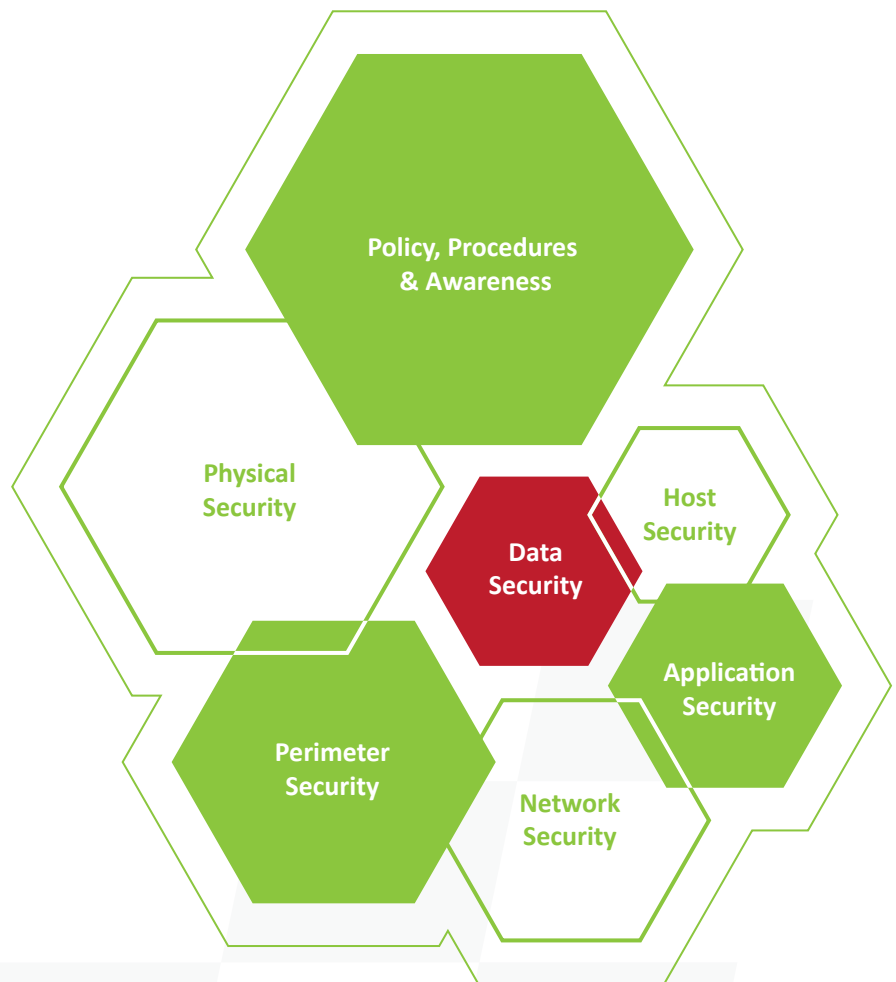 Policy, Procedures
& Awareness
Physical
Security
Host
Security
Data
Security
Application
Security
Perimeter
Security
Network
Security